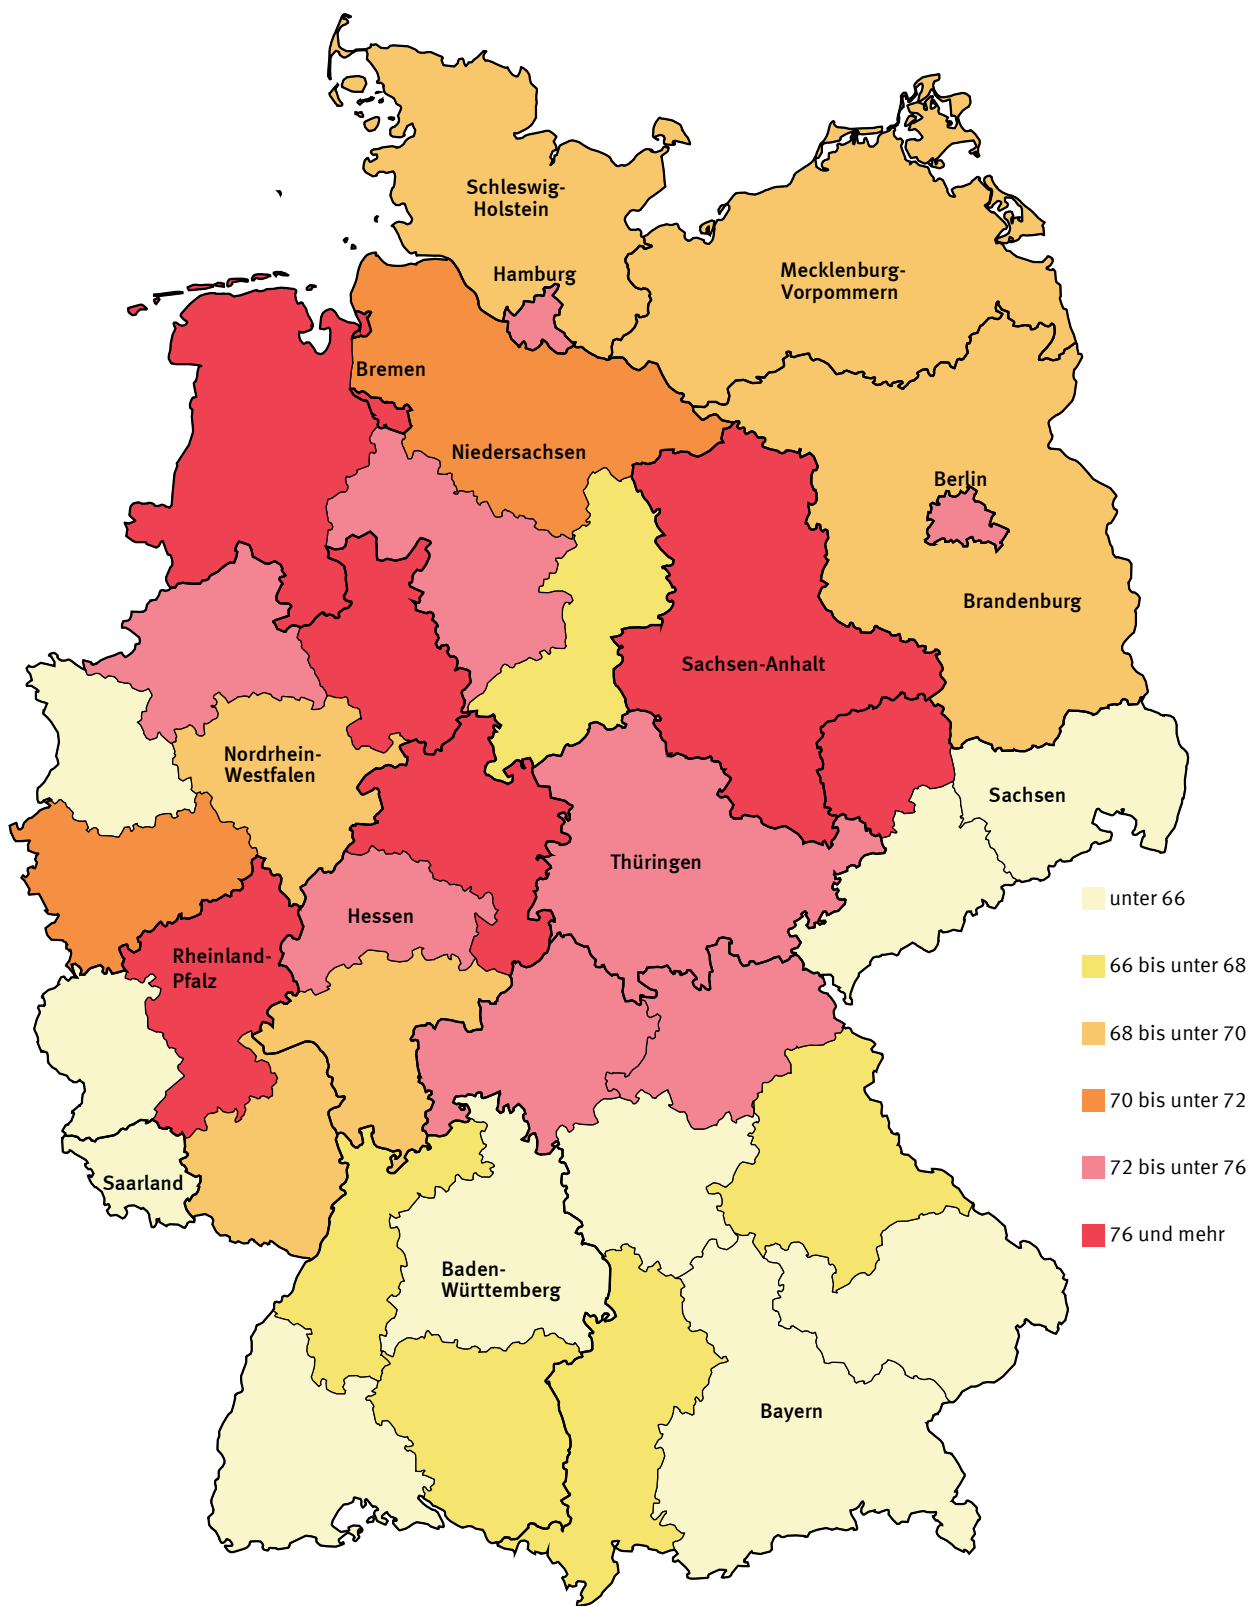 Schleswig-
Holstein
Hamburg
Mecklenburg-
Vorpommern
Bremen
Niedersachsen
Berlin
Brandenburg
Sachsen-Anhalt
Nordrhein-
Westfalen
Sachsen
Thüringen
Hessen
Rheinland-
Pfalz
Saarland
Baden-
Württemberg
Bayern
unter 66
66 bis unter 68
68 bis unter 70
70 bis unter 72
72 bis unter 76
76 und mehr